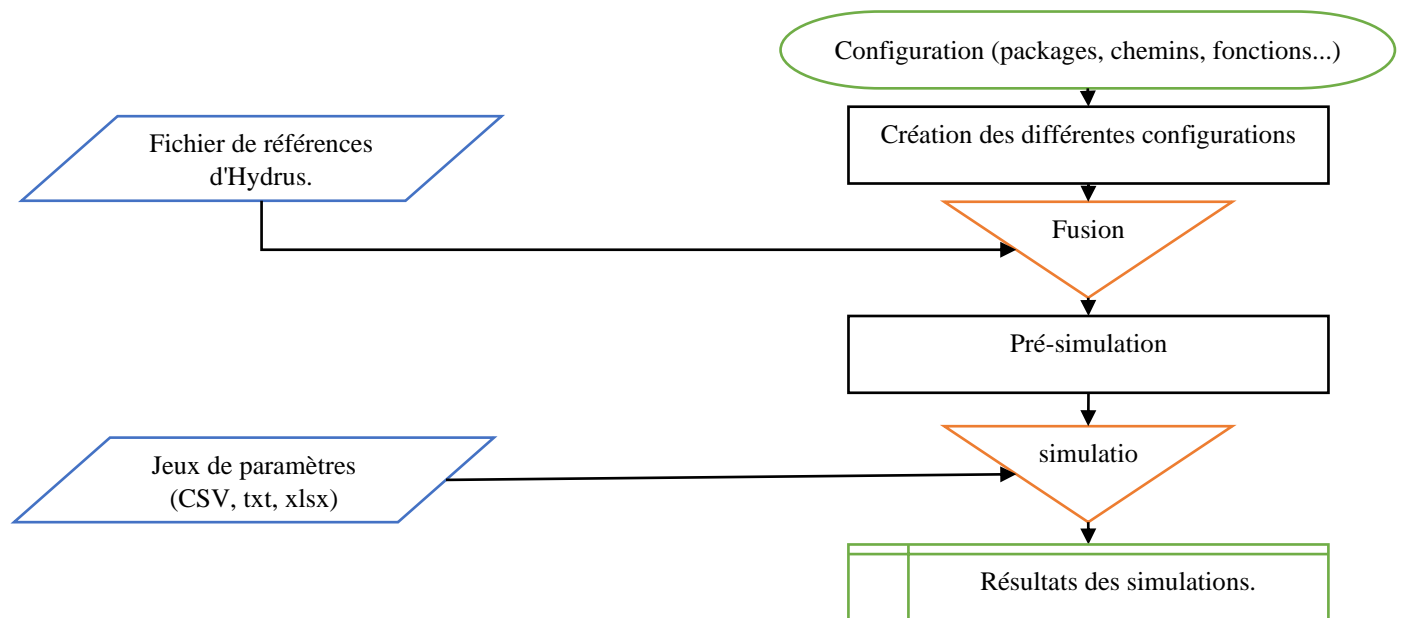 Configuration (packages, chemins, fonctions...)
Création des différentes configurations
Fichier de références
d'Hydrus.
Fusion
Pré-simulation
Jeux de paramètres
(CSV, txt, xlsx)
simulatio
Résultats des simulations.